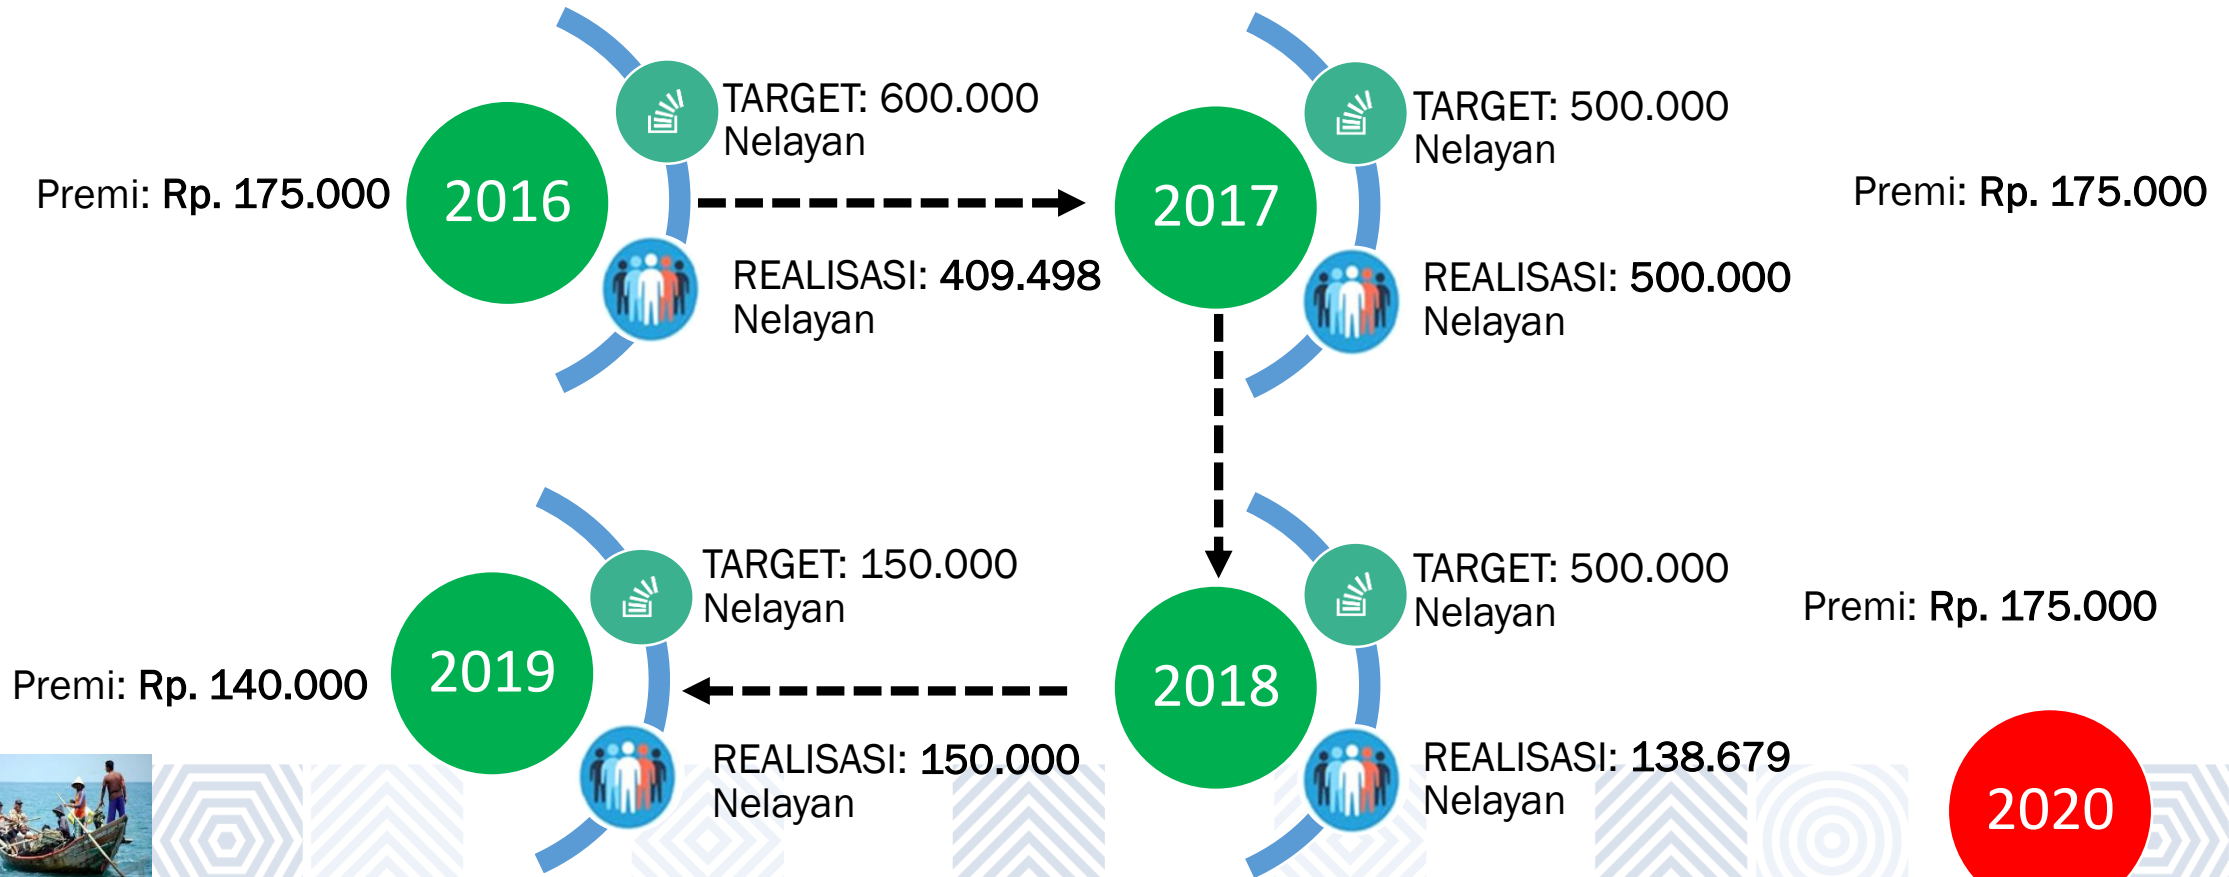 Premi: Rp. 175.000
2016
TARGET: 600.000
Nelayan
REALISASI: 409.498
Nelayan
2017
TARGET: 500.000
Nelayan
REALISASI: 500.000
Nelayan
Premi: Rp. 175.000
2018
TARGET: 500.000
Nelayan
REALISASI: 138.679
Nelayan
Premi: Rp. 175.000
Premi: Rp. 140.000
2019
TARGET: 150.000
Nelayan
REALISASI: 150.000
Nelayan
2020